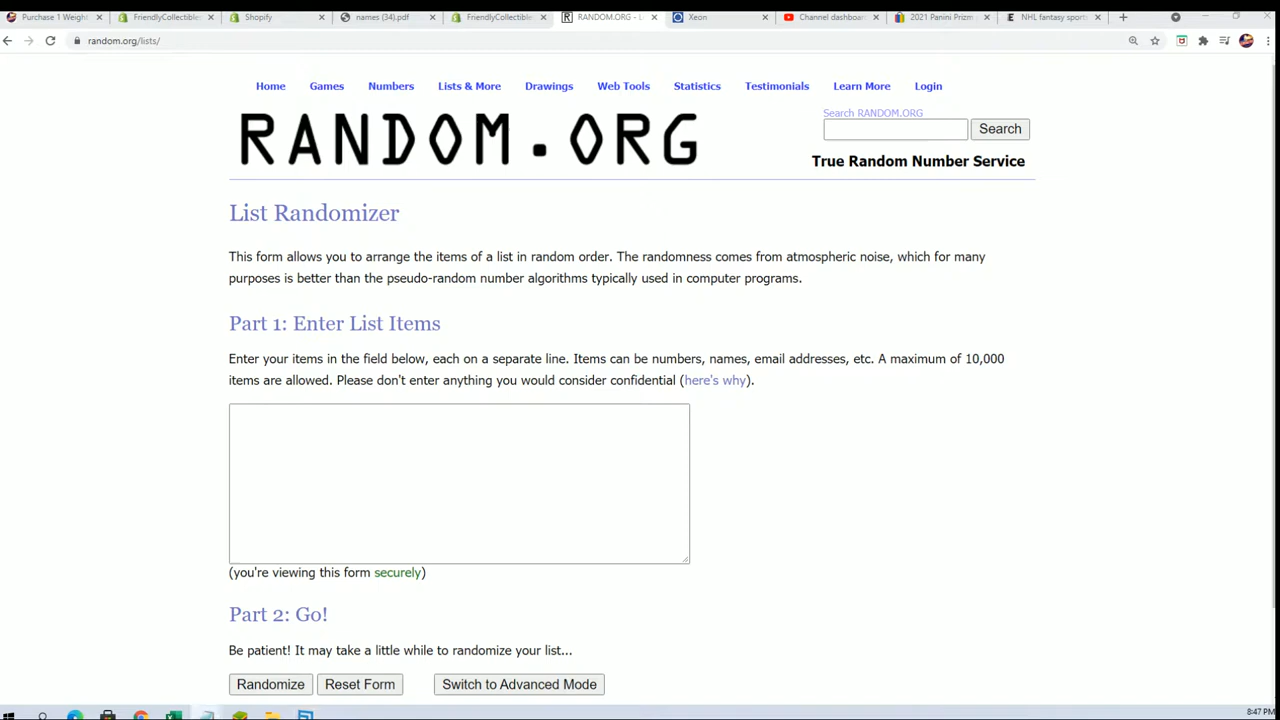 Purchase 1 Weight
FriendlyCollectibles
Shopify
names (34).pdf
FriendlyCollectible
RANDOM.ORG - L
Xeon
Channel dashboar
2021 Panini Prizm
NHL fantasy sport
random.org/lists/
Home Games Numbers Lists & More Drawings Web Tools Statistics Testimonials Learn More Login
RANDOM.ORG
Search RANDOM.ORG
Search
True Random Number Service
List Randomizer
This form allows you to arrange the items of a list in random order. The randomness comes from atmospheric noise, which for many
purposes is better than the pseudo-random number algorithms typically used in computer programs.
Part 1: Enter List Items
Enter your items in the field below, each on a separate line. Items can be numbers, names, email addresses, etc. A maximum of 10,000
items are allowed. Please don't enter anything you would consider confidential (here's why).
(you're viewing this form securely)
Part 2: Go!
Be patient! It may take a little while to randomize your list...
Randomize Reset Form Switch to Advanced Mode
8:47 PM